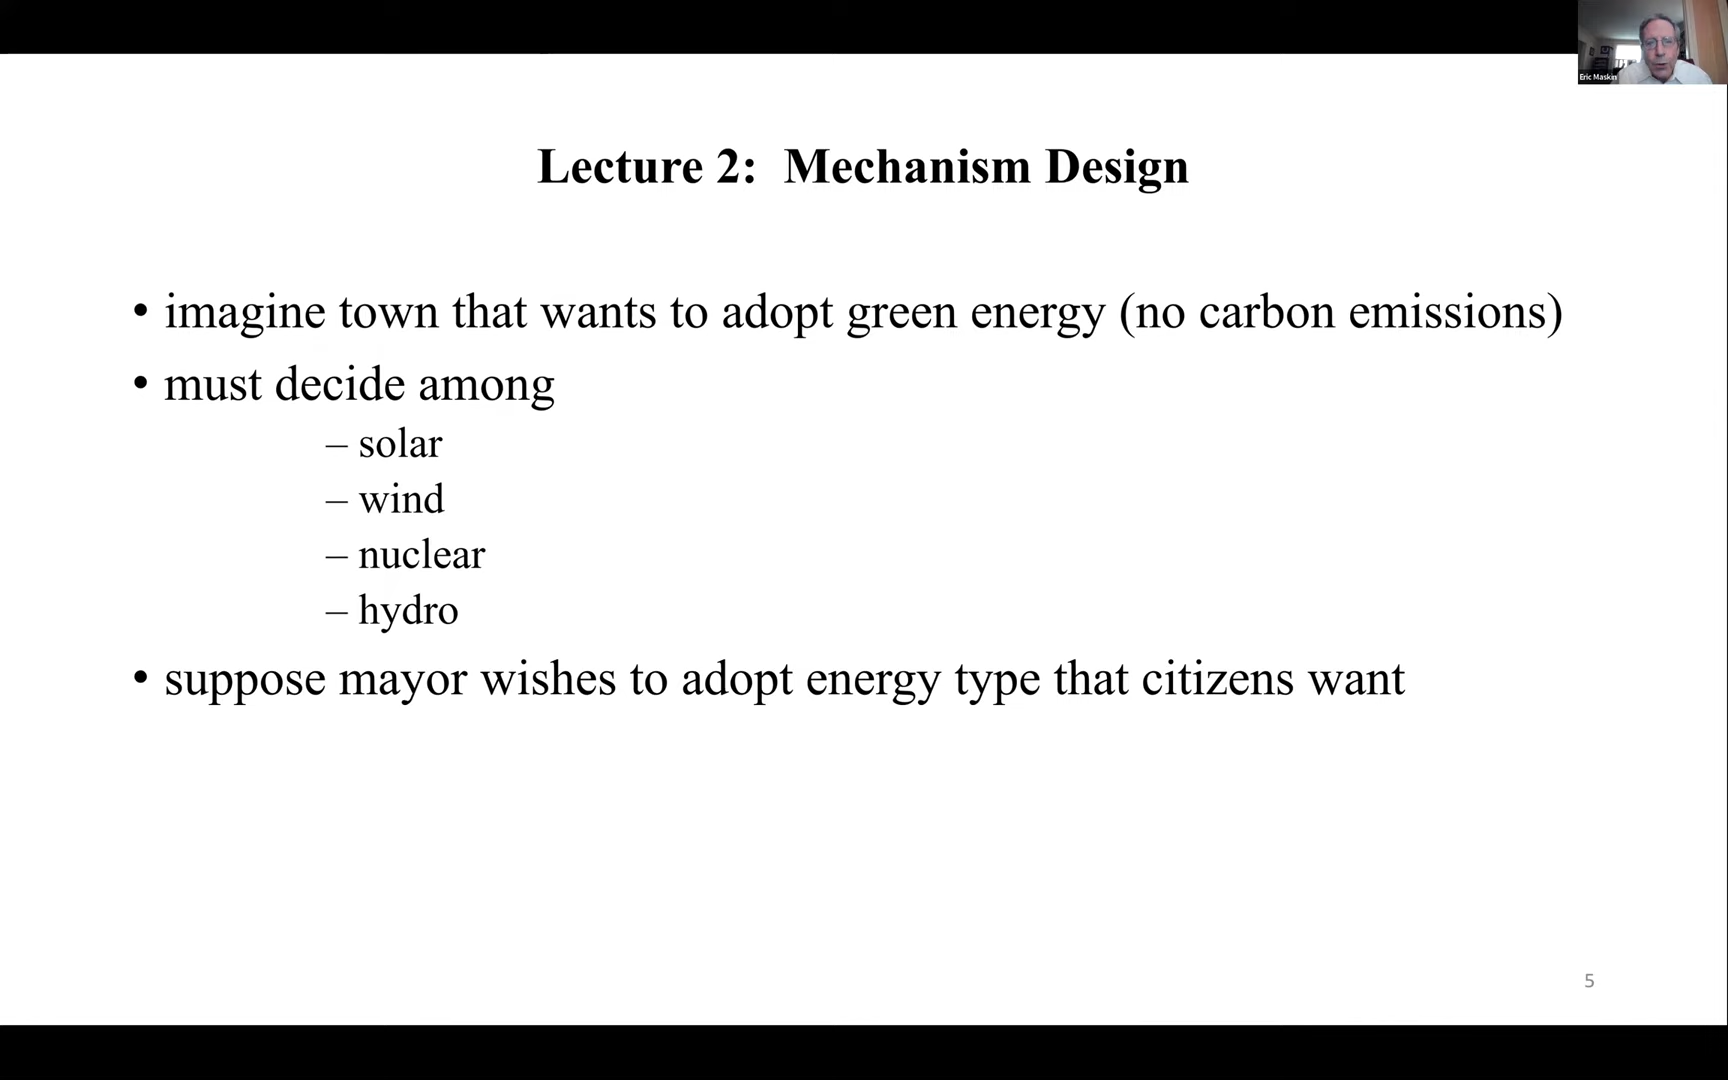 Eric Maskin
Lecture 2: Mechanism Design
• imagine town that wants to adopt green energy (no carbon emissions)
• must decide among
– solar
– wind
– nuclear
– hydro
• suppose mayor wishes to adopt energy type that citizens want
5